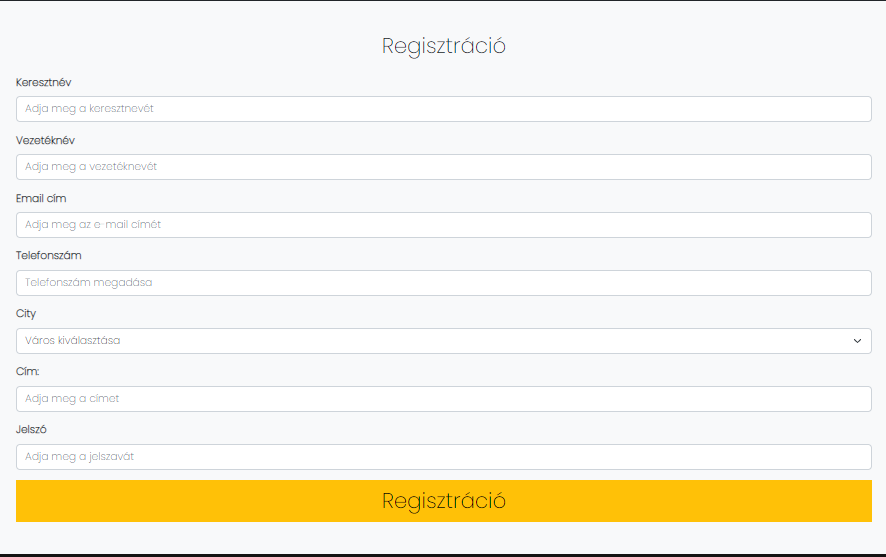 Regisztráció
Keresztnév
Adja meg a keresztnevét
Vezetéknév
Adja meg a vezetéknevét
Email cím
Adja meg az e-mail címét
Telefonszám
Telefonszám megadása
City
Város kiválasztása
Cím:
Adja meg a címet
Jelszó
Adja meg a jelszavát
Regisztráció